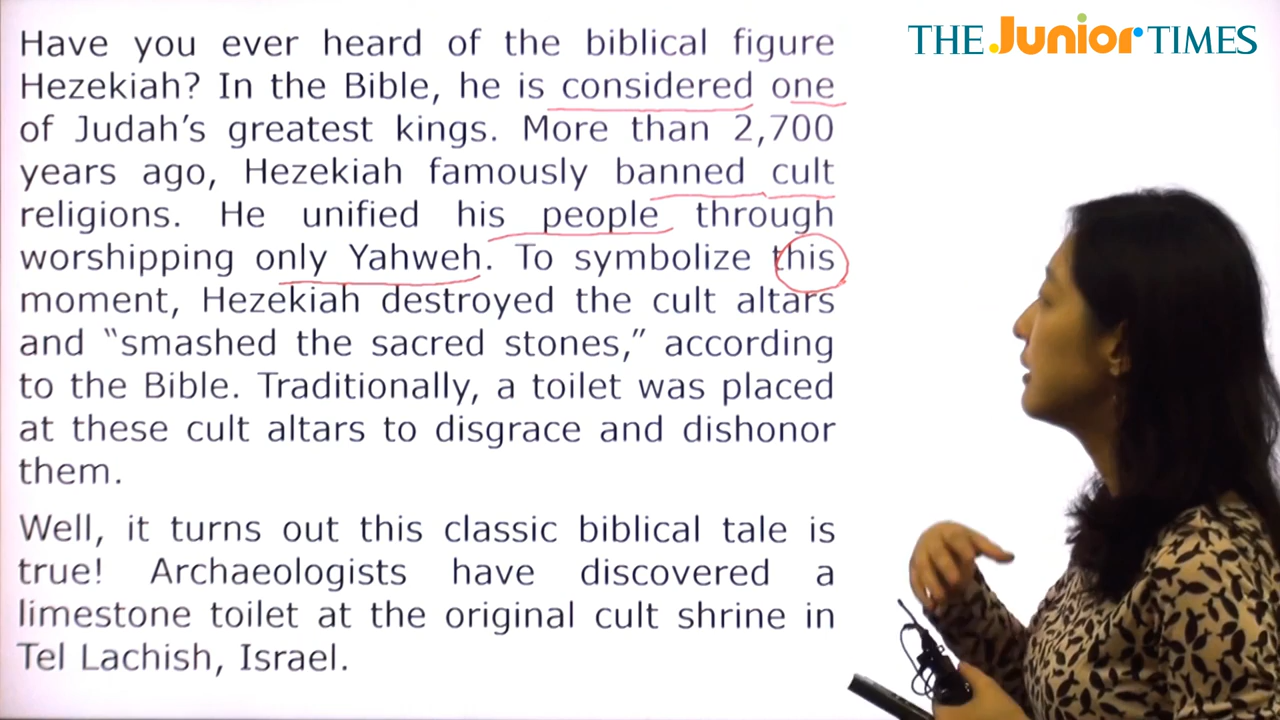 THE Junior TIMES
Have you ever heard of the biblical figure
Hezekiah? In the Bible, he is considered one
of Judah's greatest kings. More than 2,700
years ago, Hezekiah famously banned cult
religions. He unified his people through
worshipping only Yahweh. To symbolize this
moment, Hezekiah destroyed the cult altars
and “smashed the sacred stones,” according
to the Bible. Traditionally, a toilet was placed
at these cult altars to disgrace and dishonor
them.
Well, it turns out this classic biblical tale is
true! Archaeologists have discovered a
limestone toilet at the original cult shrine in
Tel Lachish, Israel.